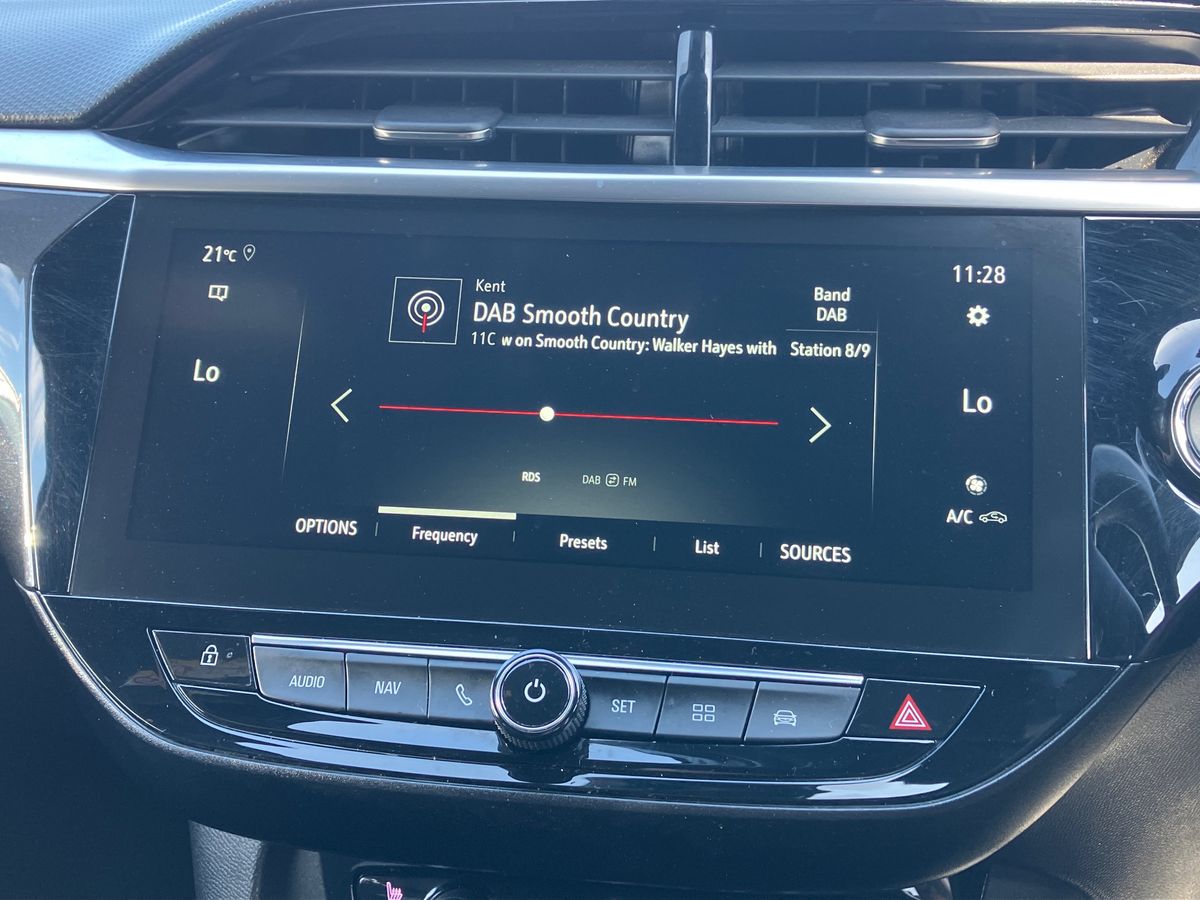 21°C
11:28
Kent
DAB Smooth Country
11C w on Smooth Country: Walker Hayes with
Band
DAB
Station 8/9
Lo
Lo
RDS
DAB FM
A/C
OPTIONS Frequency Presets List SOURCES
AUDIO NAV SET